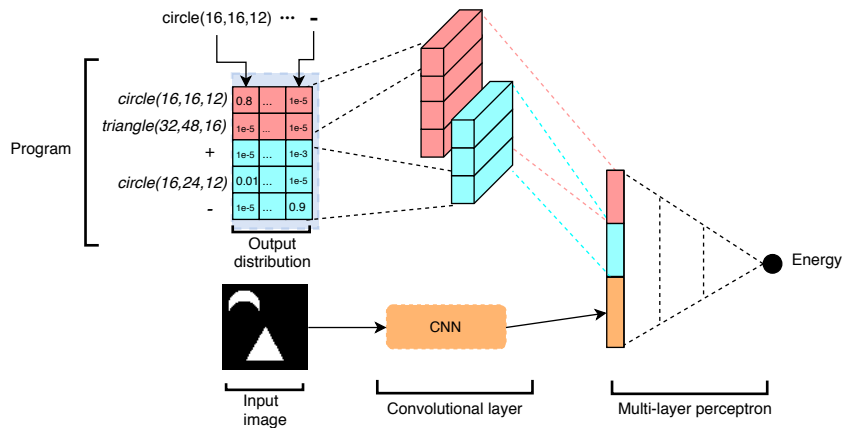 circle(16,16,12) ... -
Program
circle(16,16,12) 0.8 ... 1e-5
triangle(32,48,16) 1e-5 ... 1e-5
+ 1e-5 ... 1e-3
circle(16,24,12) 0.01 ... 1e-5
- 1e-5 ... 0.9
Output
distribution
Energy
CNN
Input
image
Convolutional layer
Multi-layer perceptron